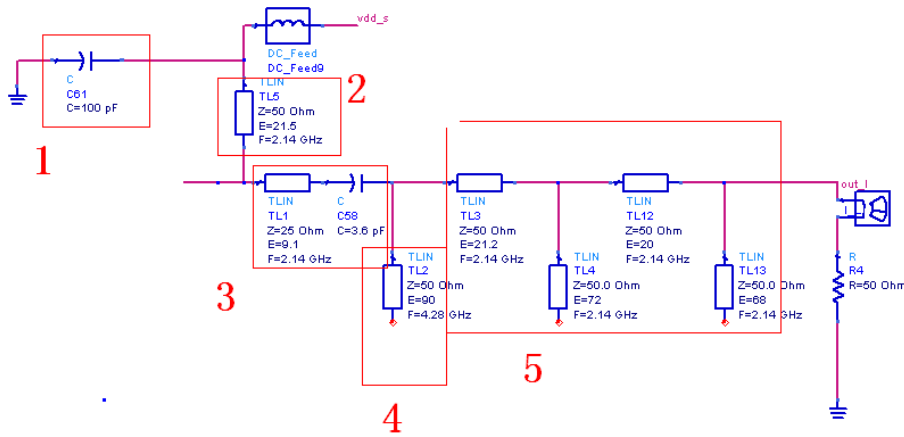 vdd_s
DC_Feed
DC_Feed9
C
C61
C=100 pF
1
TLIN
TL5
Z=50 Ohm
E=21.5
F=2.14 GHz
2
TLIN
TL1
Z=25 Ohm
E=9.1
F=2.14 GHz
C
C58
C=3.6 pF
3
TLIN
TL2
Z=50 Ohm
E=90
F=4.28 GHz
4
TLIN
TL3
Z=50 Ohm
E=21.2
F=2.14 GHz
TLIN
TL4
Z=50.0 Ohm
E=72
F=2.14 GHz
TLIN
TL12
Z=50 Ohm
E=20
F=2.14 GHz
TLIN
TL13
Z=50.0 Ohm
E=68
F=2.14 GHz
5
out_l
R
R4
R=50 Ohm